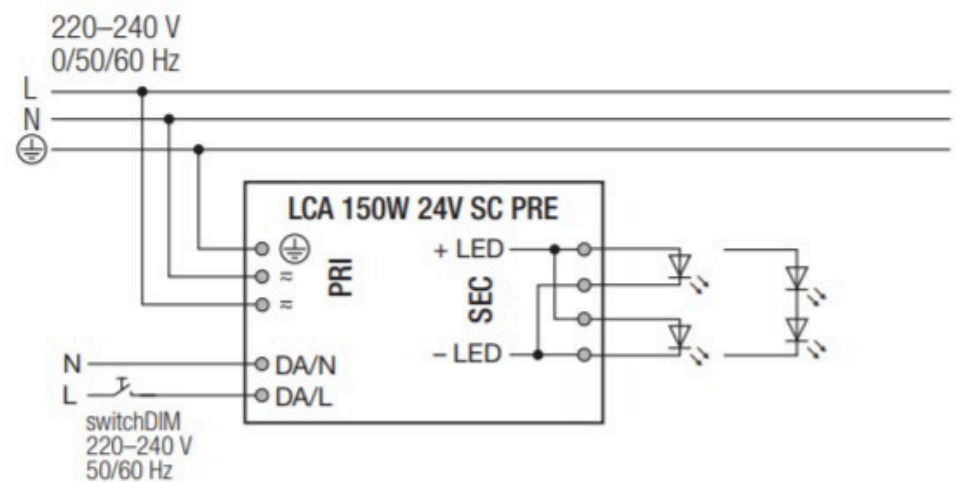 220–240 V
0/50/60 Hz
L
N
LCA 150W 24V SC PRE
PRI
≈
≈
+ LED
SEC
– LED
N
DA/N
L
DA/L
switchDIM
220–240 V
50/60 Hz